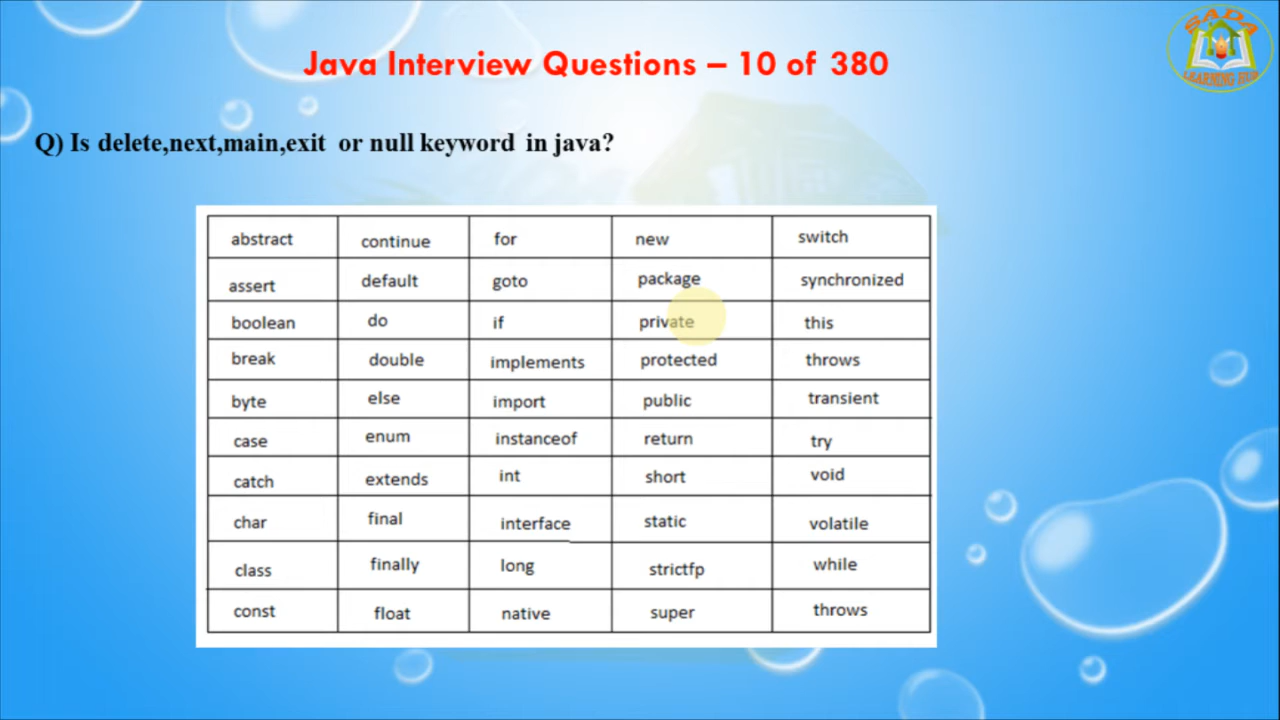 SADA
LEARNING HUB
Java Interview Questions – 10 of 380
Q) Is delete,next,main,exit or null keyword in java?
abstract continue for new switch
assert default goto package synchronized
boolean do if private this
break double implements protected throws
byte else import public transient
case enum instanceof return try
catch extends int short void
char final interface static volatile
class finally long strictfp while
const float native super throws